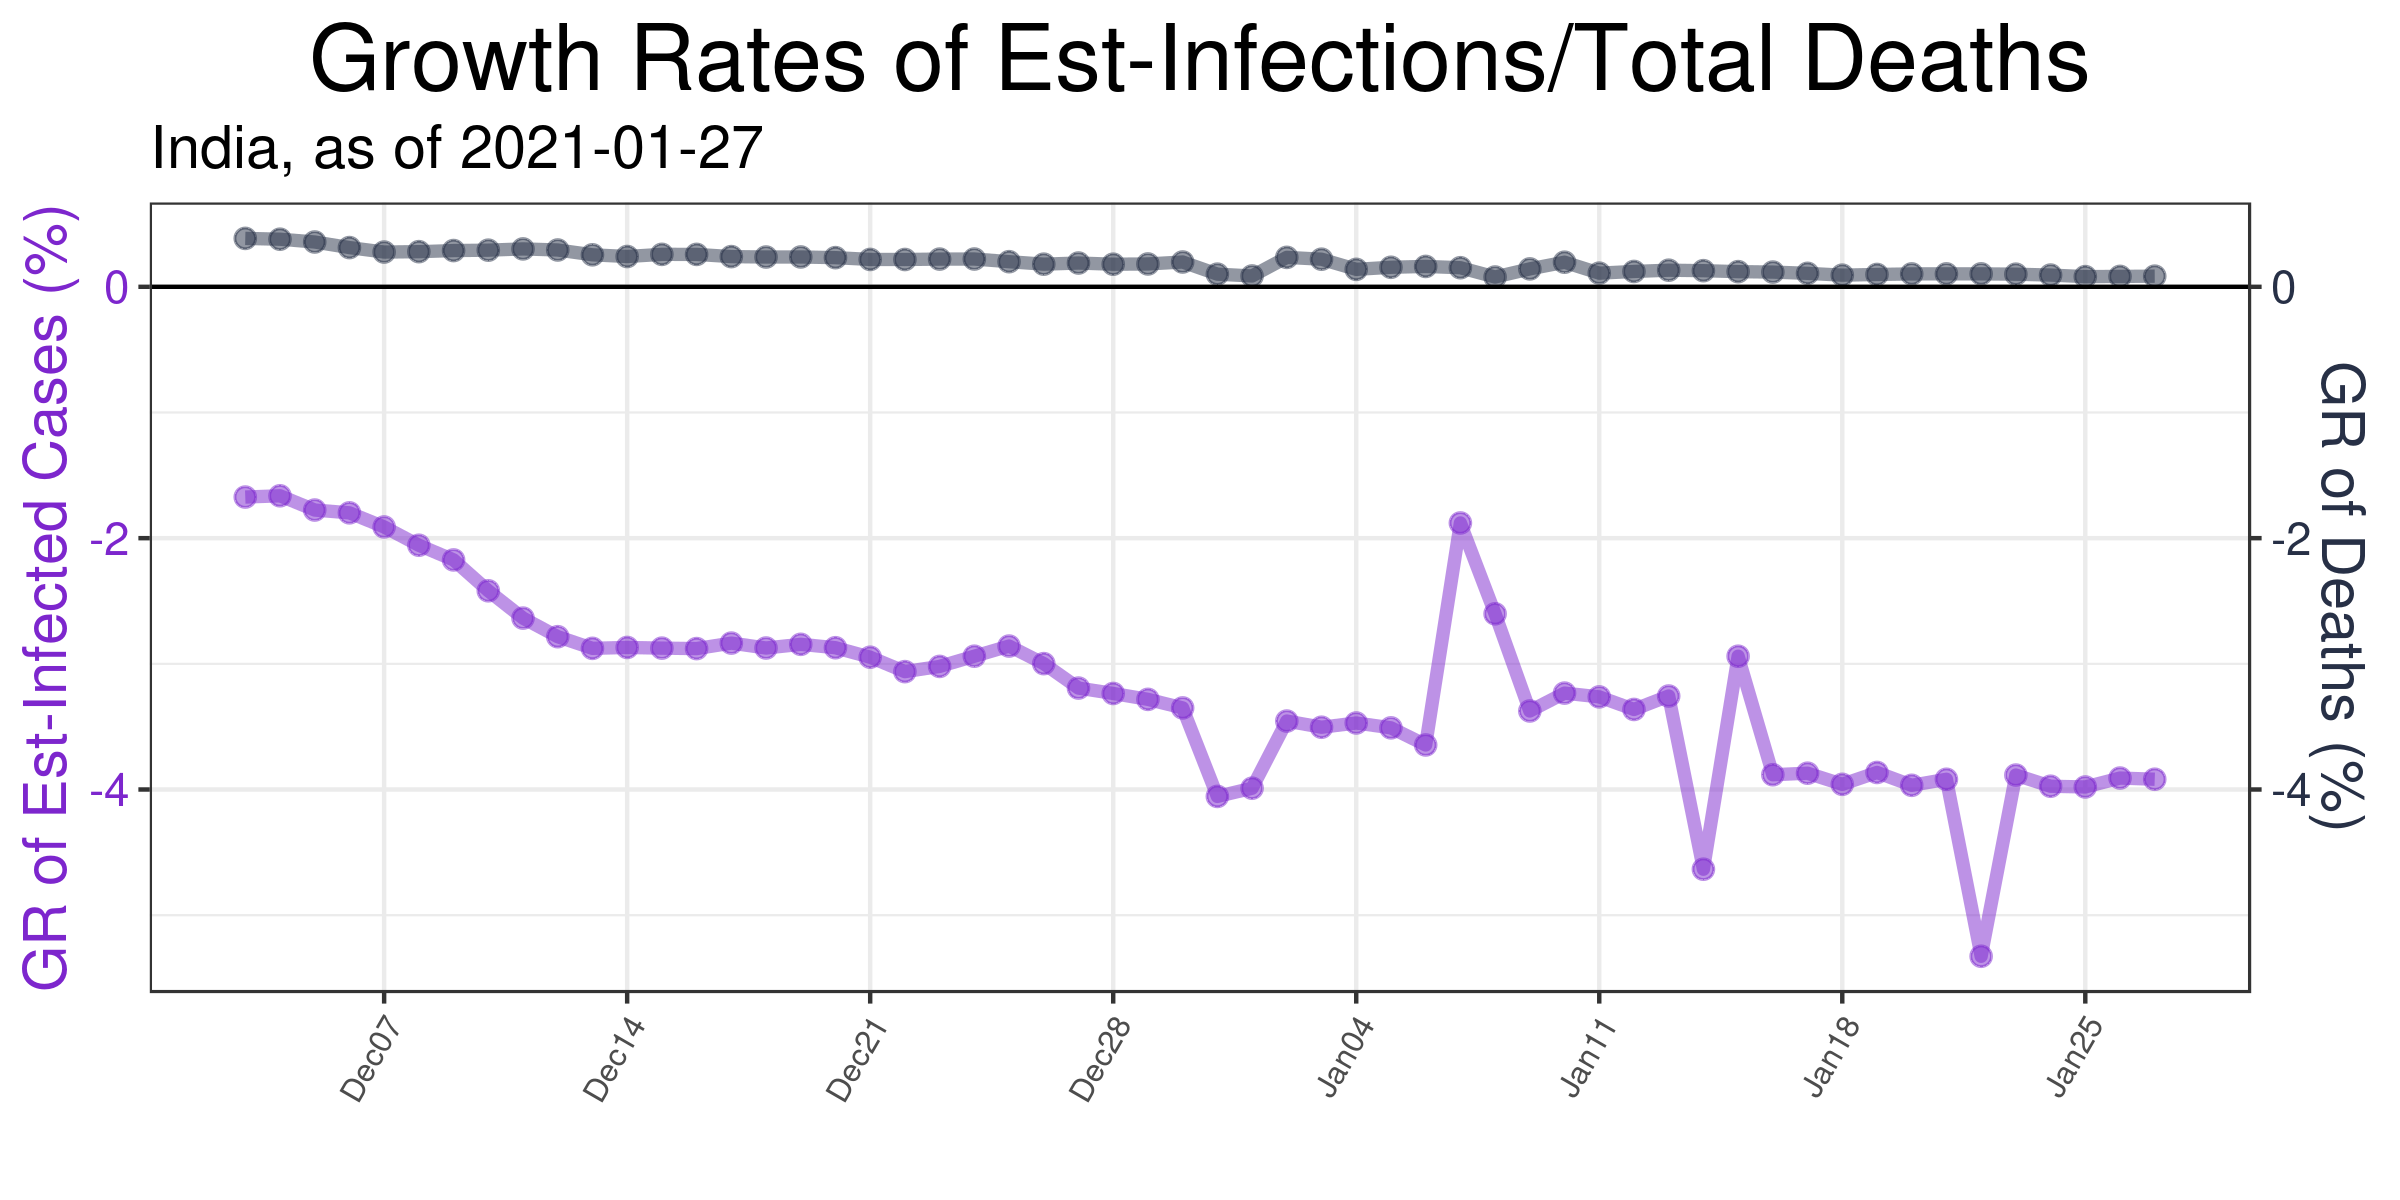 Growth Rates of Est-Infections/Total Deaths
India, as of 2021-01-27
GR of Est-Infected Cases (%)
0
-2
-4
0
-2
-4
GR of Deaths (%)
Dec07
Dec14
Dec21
Dec28
Jan04
Jan11
Jan18
Jan25